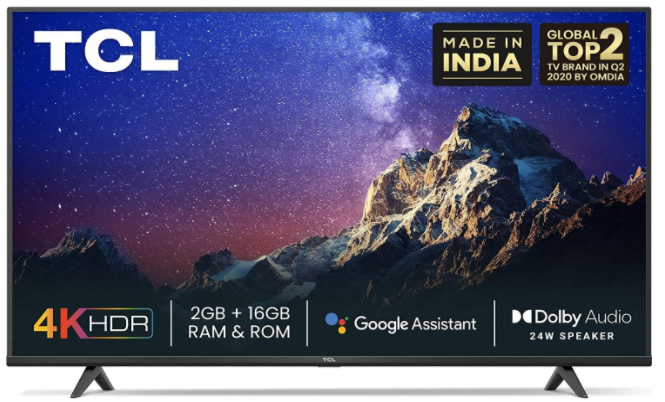 TCL
MADE IN
INDIA
GLOBAL
TOP2
TV BRAND IN Q2
2020 BY OMDIA
4K HDR
2GB + 16GB
RAM & ROM
Google Assistant
Dolby Audio
24W SPEAKER
TCL